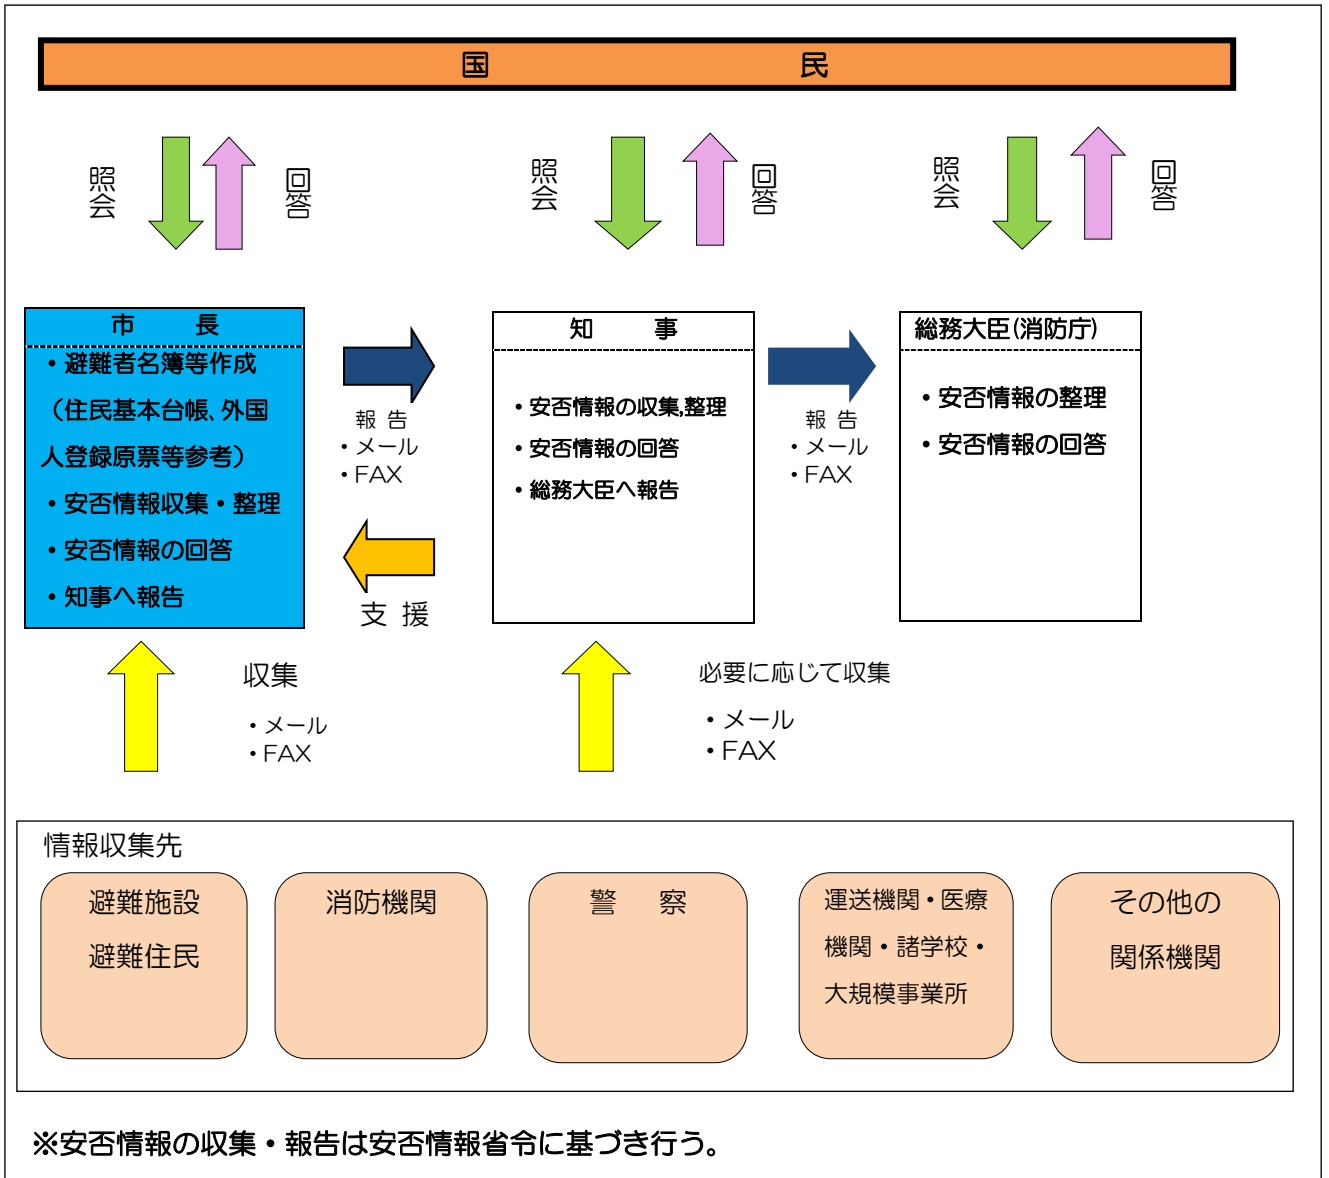 国　民
照会
回答
照会
回答
照会
回答
市　長
・避難者名簿等作成
（住民基本台帳、外国
人登録原票等参考）
・安否情報収集・整理
・安否情報の回答
・知事へ報告
報 告
・メール
・FAX
支 援
知　事
・安否情報の収集,整理
・安否情報の回答
・総務大臣へ報告
報 告
・メール
・FAX
総務大臣(消防庁)
・安否情報の整理
・安否情報の回答
収集
・メール
・FAX
必要に応じて収集
・メール
・FAX
情報収集先
避難施設
避難住民
消防機関
警　察
運送機関・医療
機関・諸学校・
大規模事業所
その他の
関係機関
※安否情報の収集・報告は安否情報省令に基づき行う。